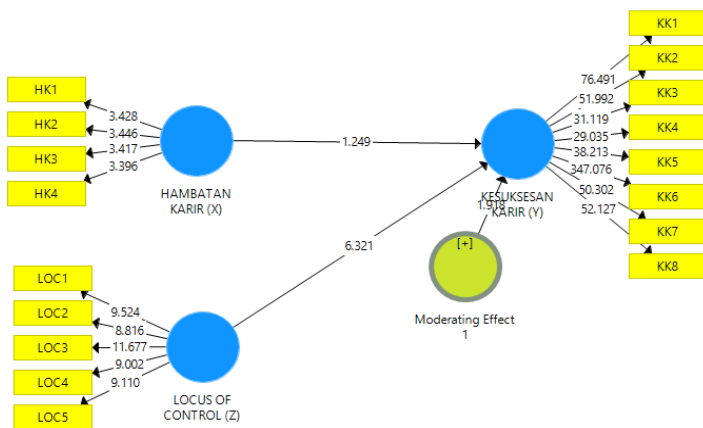 KK1
KK2
KK3
KK4
KK5
KK6
KK7
KK8
76.491
51.992
31.119
29.035
38.213
347.076
50.302
52.127
HK1
HK2
HK3
HK4
3.428
3.446
3.417
3.396
HAMBATAN
KARIR (X)
1.249
KESUKSESAN
KARIR (Y)
1.918
6.321
[+]
Moderating Effect
1
LOC1
LOC2
LOC3
LOC4
LOC5
9.524
8.816
11.677
9.002
9.110
LOCUS OF
CONTROL (Z)